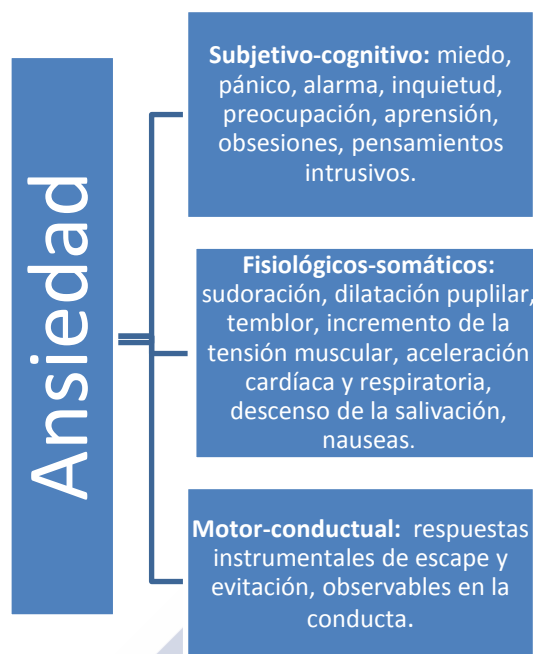 Ansiedad
Subjetivo-cognitivo: miedo,
pánico, alarma, inquietud,
preocupación, aprensión,
obsesiones, pensamientos
intrusivos.
Fisiológicos-somáticos:
sudoración, dilatación puplilar,
temblor, incremento de la
tensión muscular, aceleración
cardíaca y respiratoria,
descenso de la salivación,
nauseas.
Motor-conductual: respuestas
instrumentales de escape y
evitación, observables en la
conducta.